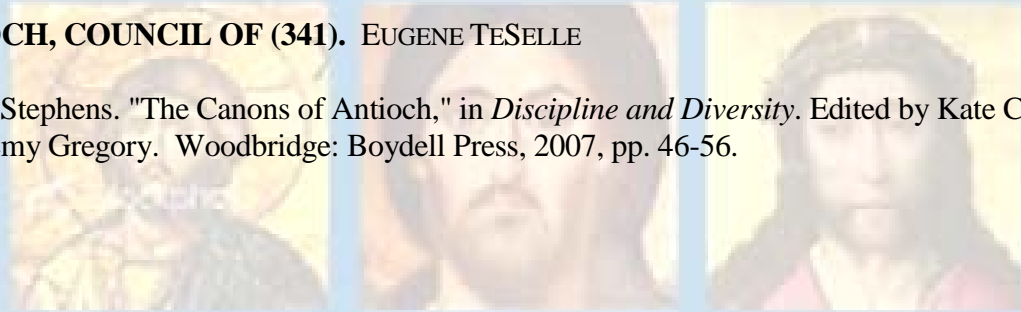 CH, COUNCIL OF (341). EUGENE TESELLE
Stephens. "The Canons of Antioch," in Discipline and Diversity. Edited by Kate C
my Gregory. Woodbridge: Boydell Press, 2007, pp. 46-56.